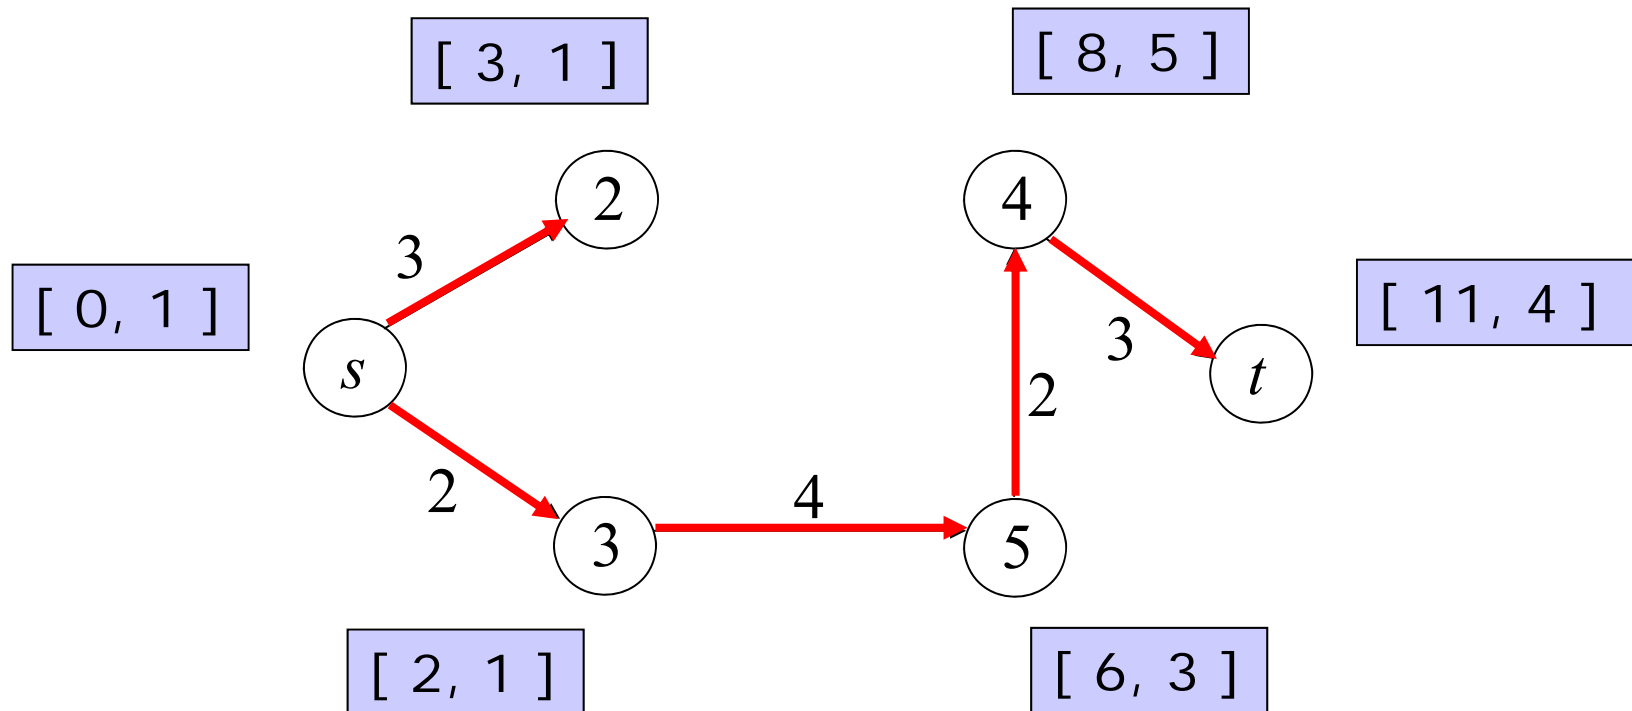 [ 3, 1 ]
[ 8, 5 ]
2
4
3
[ 0, 1 ]
[ 11, 4 ]
s
3
t
2
2
4
3
5
[ 2, 1 ]
[ 6, 3 ]